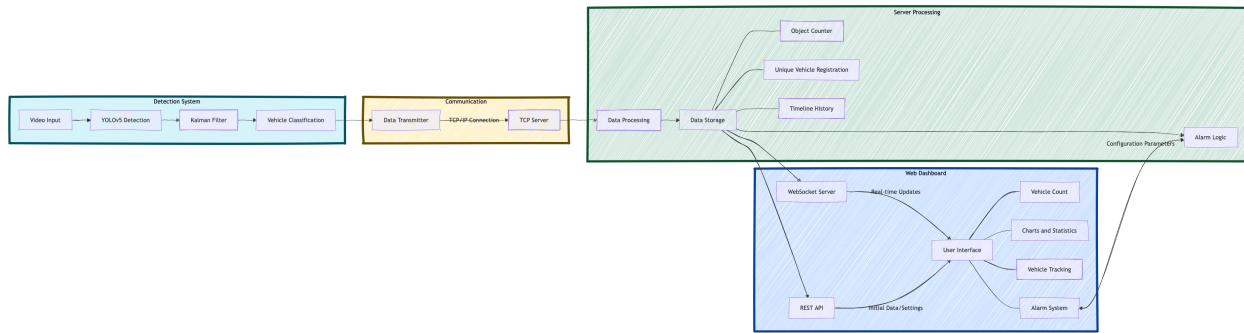 Server Processing
Object Counter
Unique Vehicle Registration
Timeline History
Detection System
Communication
Video Input
YOLOv5 Detection
Kalman Filter
Vehicle Classification
Data Transmitter
TCP/IP Connection
TCP Server
Data Processing
Data Storage
Alarm Logic
Configuration Parameters
Web Dashboard
WebSocket Server
Real-time Updates
Vehicle Count
Charts and Statistics
User Interface
Vehicle Tracking
REST API
Initial Data/Settings
Alarm System